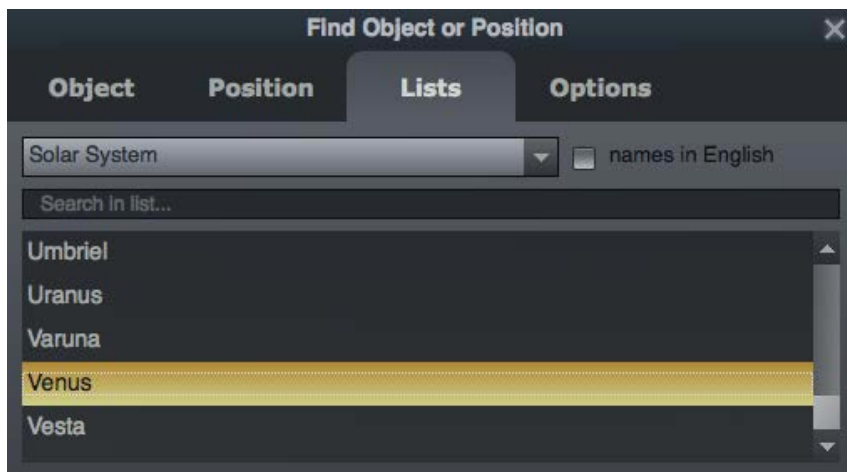 Find Object or Position
Object Position Lists Options
Solar System names in English
Search in list...
Umbriel
Uranus
Varuna
Venus
Vesta